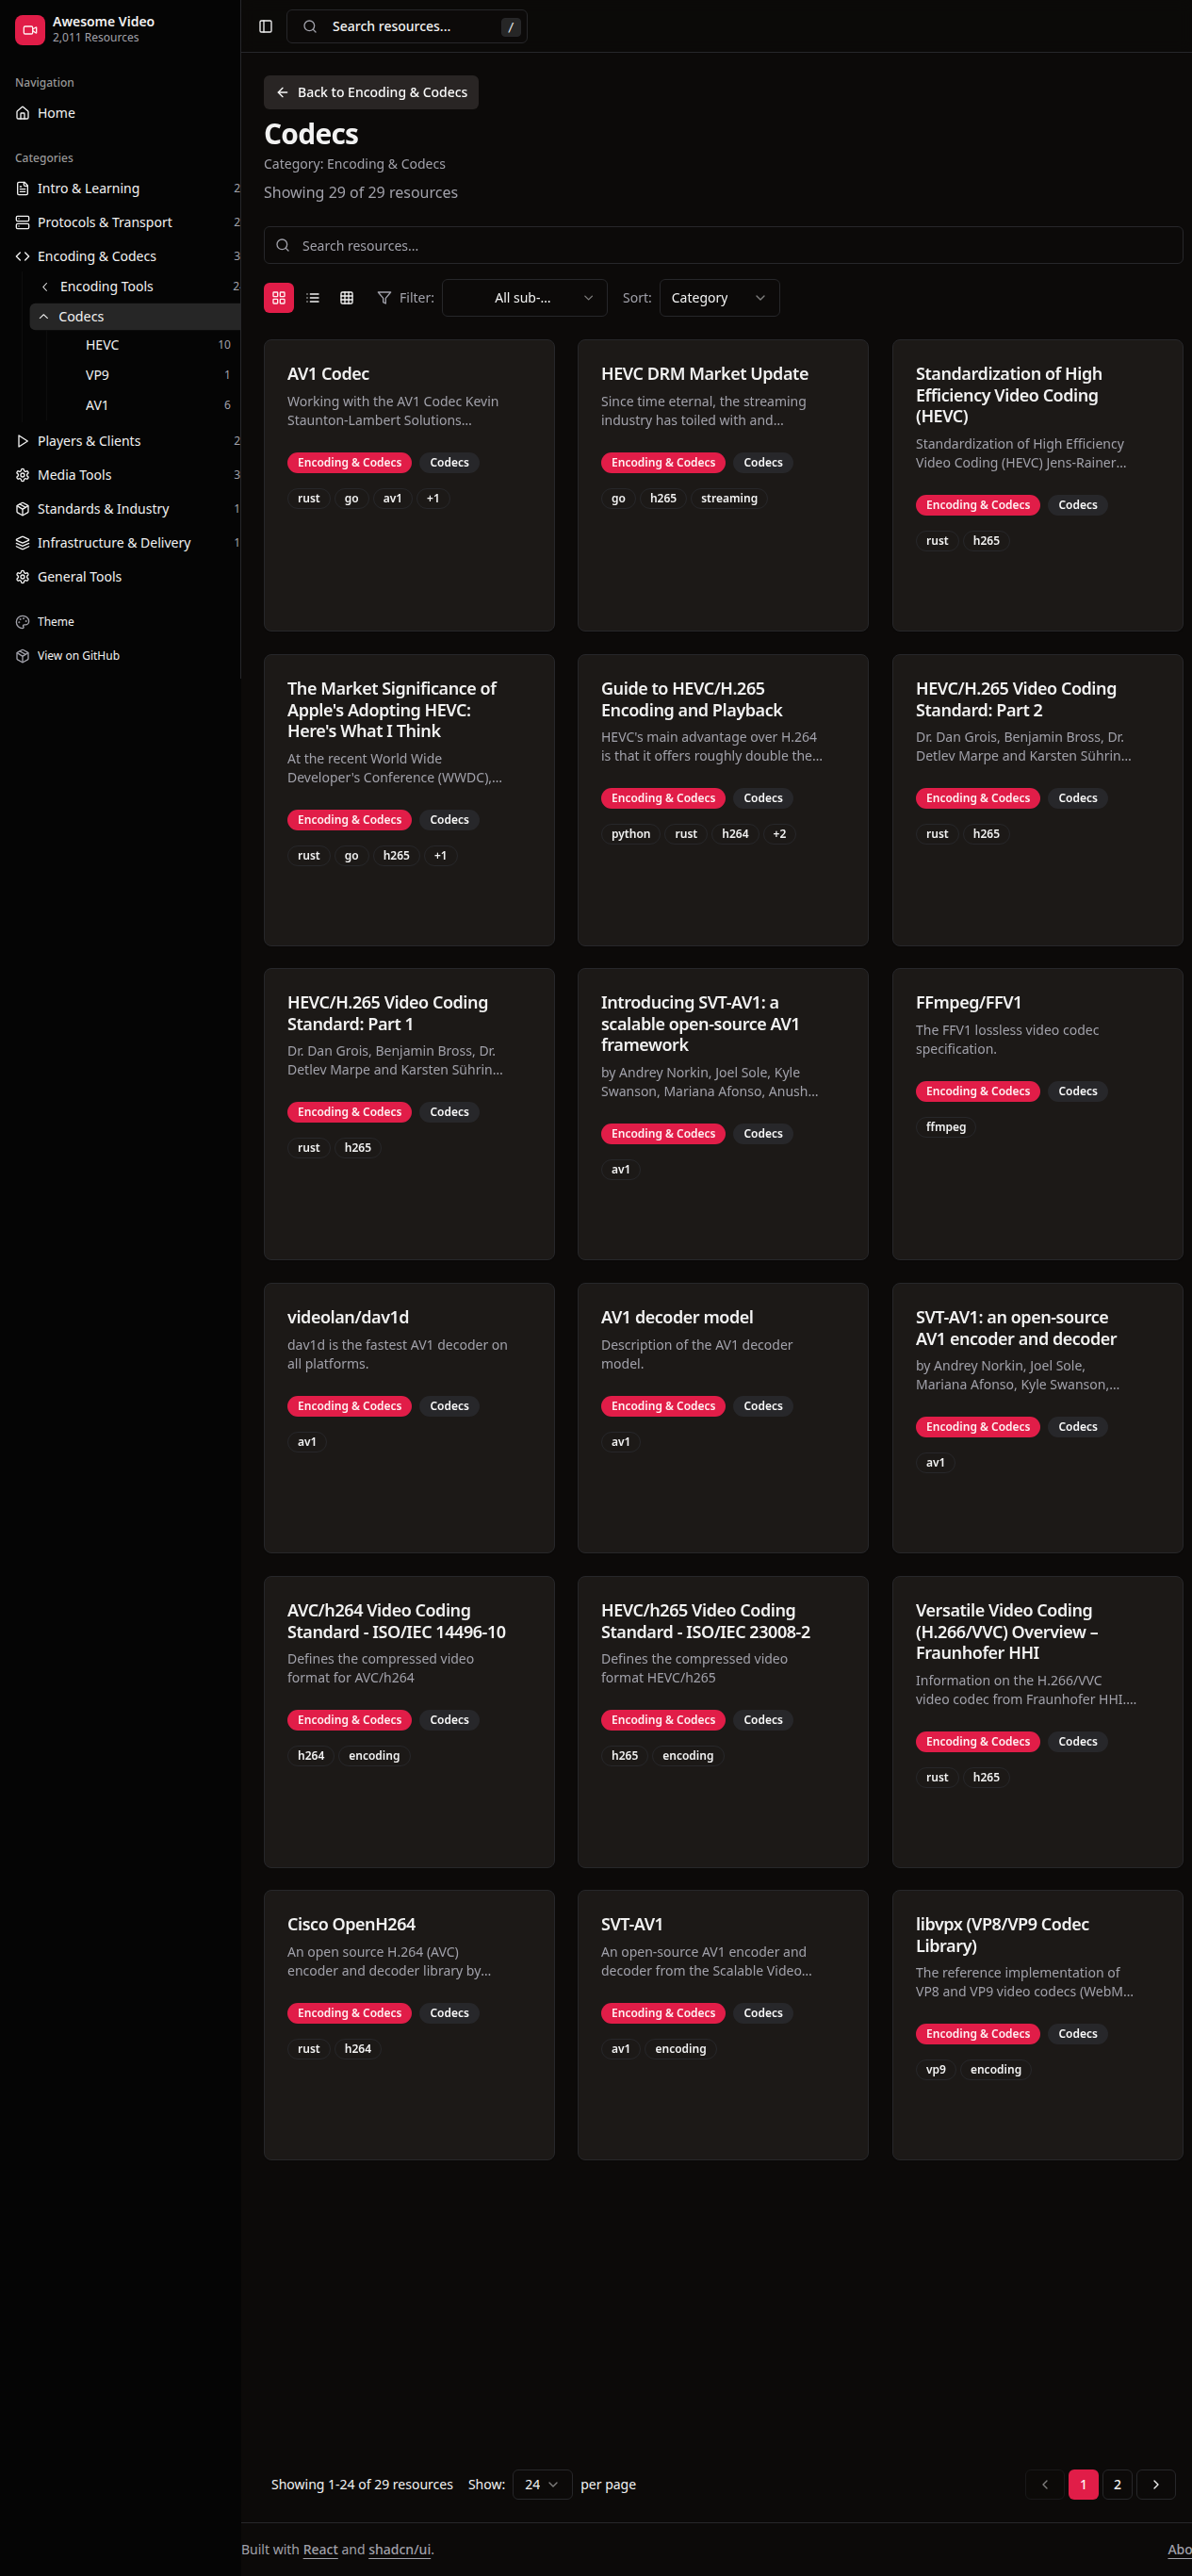 Awesome Video
2,011 Resources
Navigation
Home
Categories
Intro & Learning 2
Protocols & Transport 2
Encoding & Codecs 3
Encoding Tools 2
Codecs
HEVC 10
VP9 1
AV1 6
Players & Clients 2
Media Tools 3
Standards & Industry 1
Infrastructure & Delivery 1
General Tools
Theme
View on GitHub
Search resources... /
Back to Encoding & Codecs
Codecs
Category: Encoding & Codecs
Showing 29 of 29 resources
Search resources...
Filter: All sub-... Sort: Category
AV1 Codec
Working with the AV1 Codec Kevin
Staunton-Lambert Solutions...
Encoding & Codecs Codecs
rust go av1 +1
HEVC DRM Market Update
Since time eternal, the streaming
industry has toiled with and...
Encoding & Codecs Codecs
go h265 streaming
Standardization of High
Efficiency Video Coding
(HEVC)
Standardization of High Efficiency
Video Coding (HEVC) Jens-Rainer...
Encoding & Codecs Codecs
rust h265
The Market Significance of
Apple's Adopting HEVC:
Here's What I Think
At the recent World Wide
Developer's Conference (WWDC),...
Encoding & Codecs Codecs
rust go h265 +1
Guide to HEVC/H.265
Encoding and Playback
HEVC's main advantage over H.264
is that it offers roughly double the...
Encoding & Codecs Codecs
python rust h264 +2
HEVC/H.265 Video Coding
Standard: Part 2
Dr. Dan Grois, Benjamin Bross, Dr.
Detlev Marpe and Karsten Sührin...
Encoding & Codecs Codecs
rust h265
HEVC/H.265 Video Coding
Standard: Part 1
Dr. Dan Grois, Benjamin Bross, Dr.
Detlev Marpe and Karsten Sührin...
Encoding & Codecs Codecs
rust h265
Introducing SVT-AV1: a
scalable open-source AV1
framework
by Andrey Norkin, Joel Sole, Kyle
Swanson, Mariana Afonso, Anush...
Encoding & Codecs Codecs
av1
FFmpeg/FFV1
The FFV1 lossless video codec
specification.
Encoding & Codecs Codecs
ffmpeg
videolan/dav1d
dav1d is the fastest AV1 decoder on
all platforms.
Encoding & Codecs Codecs
av1
AV1 decoder model
Description of the AV1 decoder
model.
Encoding & Codecs Codecs
av1
SVT-AV1: an open-source
AV1 encoder and decoder
by Andrey Norkin, Joel Sole,
Mariana Afonso, Kyle Swanson,...
Encoding & Codecs Codecs
av1
AVC/h264 Video Coding
Standard - ISO/IEC 14496-10
Defines the compressed video
format for AVC/h264
Encoding & Codecs Codecs
h264 encoding
HEVC/h265 Video Coding
Standard - ISO/IEC 23008-2
Defines the compressed video
format HEVC/h265
Encoding & Codecs Codecs
h265 encoding
Versatile Video Coding
(H.266/VVC) Overview –
Fraunhofer HHI
Information on the H.266/VVC
video codec from Fraunhofer HHI....
Encoding & Codecs Codecs
rust h265
Cisco OpenH264
An open source H.264 (AVC)
encoder and decoder library by...
Encoding & Codecs Codecs
rust h264
SVT-AV1
An open-source AV1 encoder and
decoder from the Scalable Video...
Encoding & Codecs Codecs
av1 encoding
libvpx (VP8/VP9 Codec
Library)
The reference implementation of
VP8 and VP9 video codecs (WebM...
Encoding & Codecs Codecs
vp9 encoding
Showing 1-24 of 29 resources Show: 24 per page
1 2
Built with React and shadcn/ui. Abo